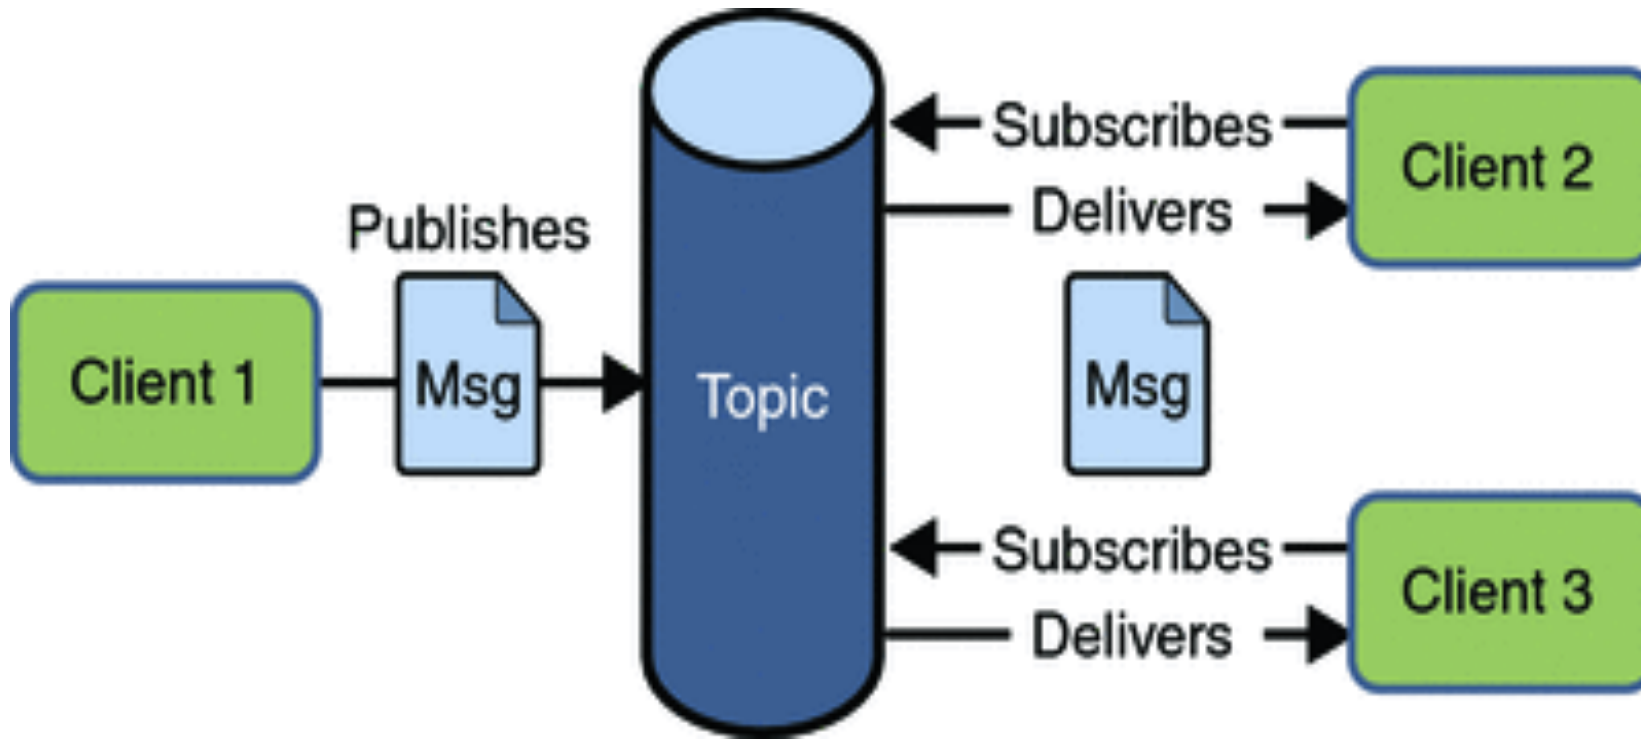 Publishes
Client 1
Msg
Topic
Subscribes
Delivers
Client 2
Msg
Subscribes
Delivers
Client 3